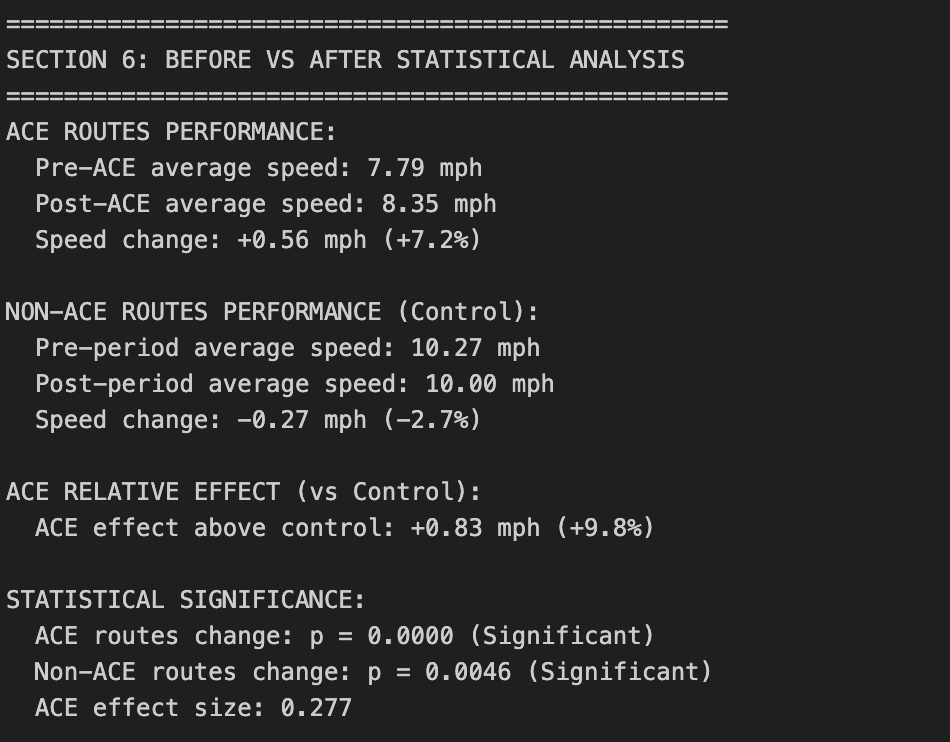 ==================================================
SECTION 6: BEFORE VS AFTER STATISTICAL ANALYSIS
==================================================
ACE ROUTES PERFORMANCE:
  Pre-ACE average speed: 7.79 mph
  Post-ACE average speed: 8.35 mph
  Speed change: +0.56 mph (+7.2%)

NON-ACE ROUTES PERFORMANCE (Control):
  Pre-period average speed: 10.27 mph
  Post-period average speed: 10.00 mph
  Speed change: -0.27 mph (-2.7%)

ACE RELATIVE EFFECT (vs Control):
  ACE effect above control: +0.83 mph (+9.8%)

STATISTICAL SIGNIFICANCE:
  ACE routes change: p = 0.0000 (Significant)
  Non-ACE routes change: p = 0.0046 (Significant)
  ACE effect size: 0.277